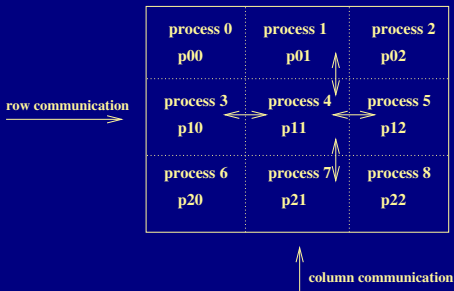 process 0 process 1 process 2
p00 p01 p02
row communication
process 3 process 4 process 5
p10 p11 p12
process 6 process 7 process 8
p20 p21 p22
column communication